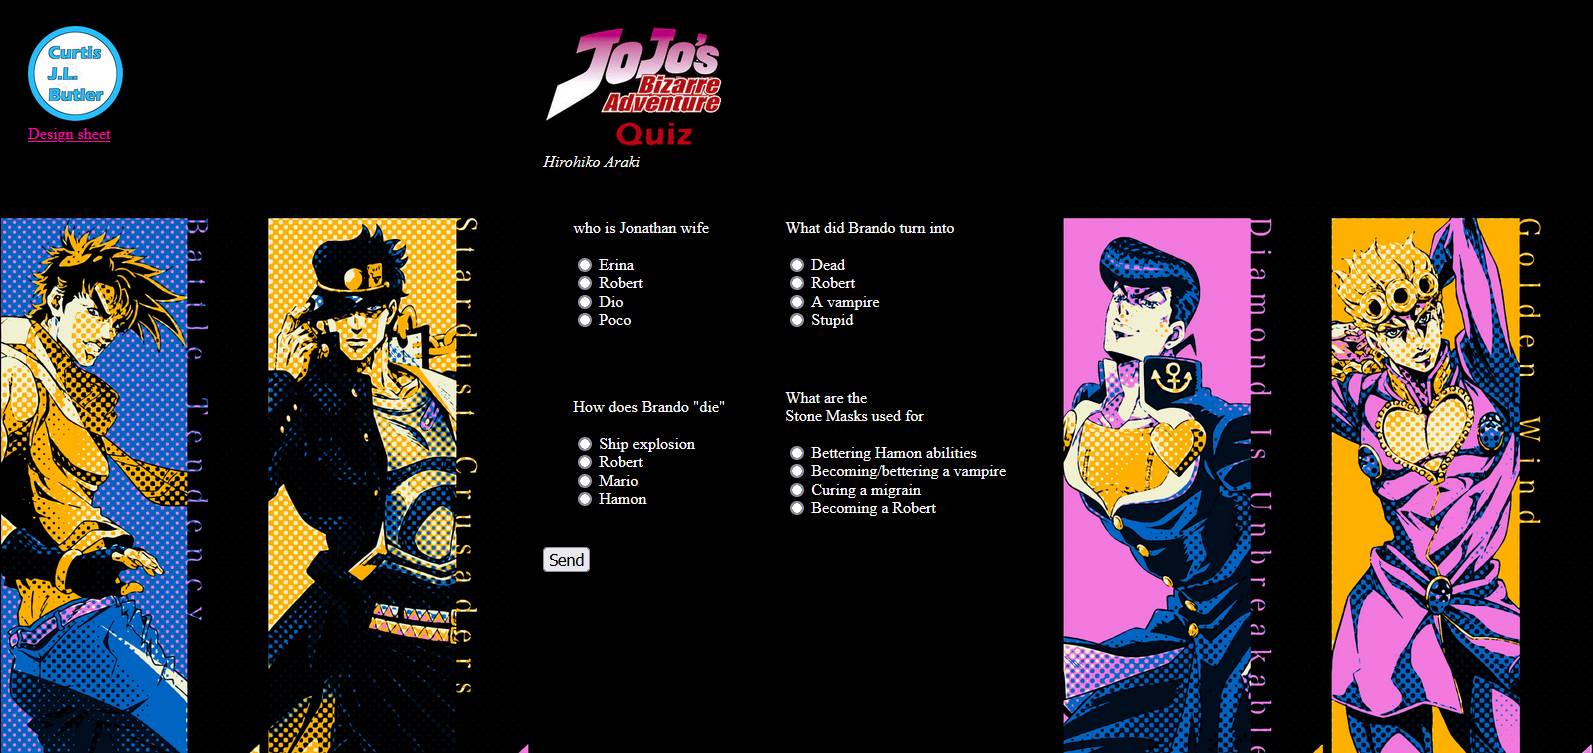 Curtis
J.L.
Butler
Design sheet
JoJo's
Bizarre
Adventure
Quiz
Hirohiko Araki
who is Jonathan wife
Erina
Robert
Dio
Poco
What did Brando turn into
Dead
Robert
A vampire
Stupid
How does Brando "die"
Ship explosion
Robert
Mario
Hamon
What are the
Stone Masks used for
Bettering Hamon abilities
Becoming/bettering a vampire
Curing a migrain
Becoming a Robert
Send
Battle Tendency
Stardust Crusaders
Diamond Is Unbreakable
Golden Wind